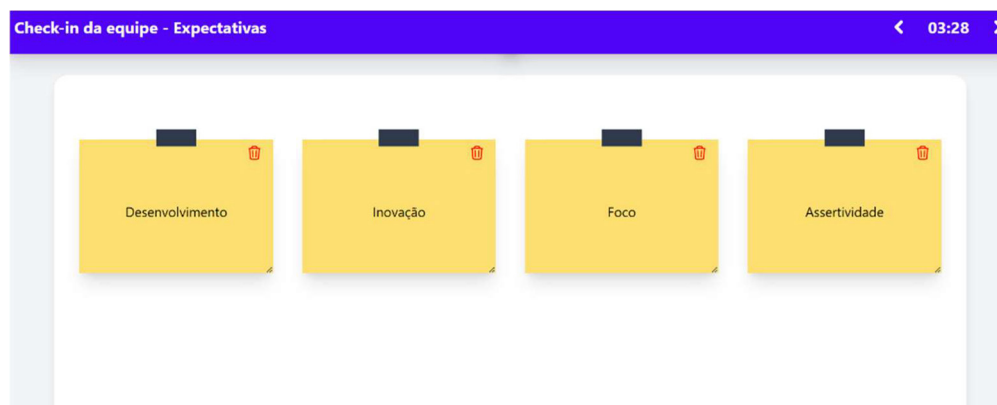 Check-in da equipe - Expectativas
03:28
Desenvolvimento
Inovação
Foco
Assertividade